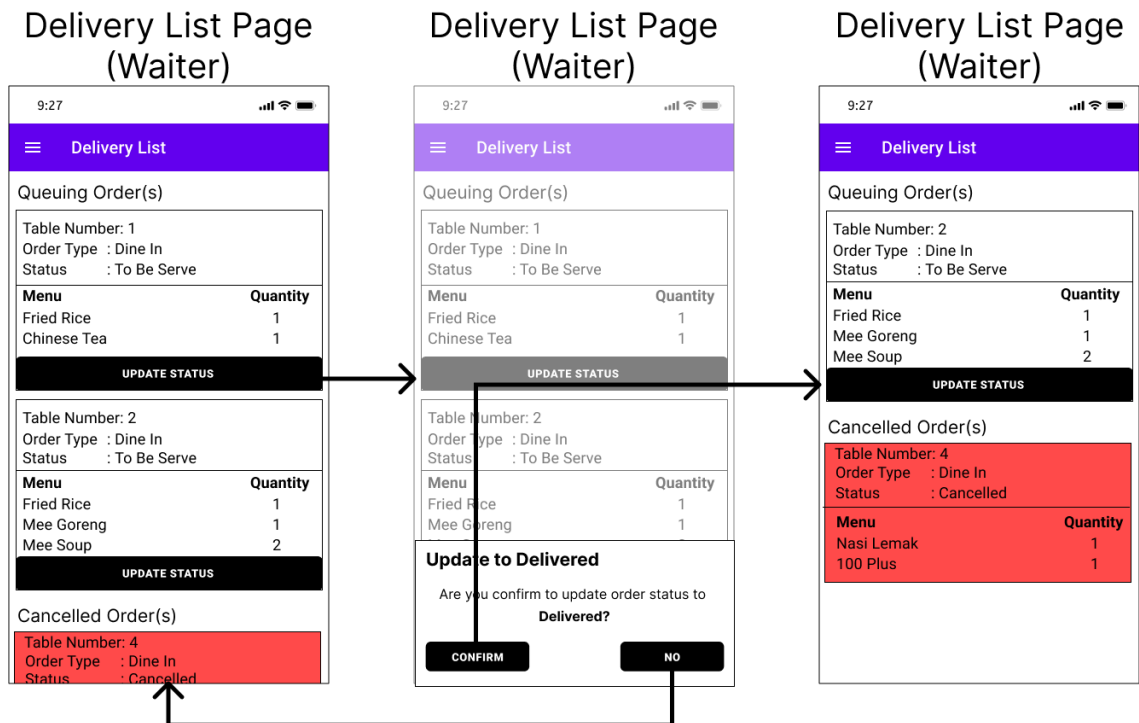 Delivery List Page
(Waiter)
9:27
Delivery List
Queuing Order(s)
Table Number: 1
Order Type : Dine In
Status : To Be Serve
Menu Quantity
Fried Rice 1
Chinese Tea 1
UPDATE STATUS
Table Number: 2
Order Type : Dine In
Status : To Be Serve
Menu Quantity
Fried Rice 1
Mee Goreng 1
Mee Soup 2
UPDATE STATUS
Cancelled Order(s)
Table Number: 4
Order Type : Dine In
Status : Cancelled
Delivery List Page
(Waiter)
9:27
Delivery List
Queuing Order(s)
Table Number: 1
Order Type : Dine In
Status : To Be Serve
Menu Quantity
Fried Rice 1
Chinese Tea 1
UPDATE STATUS
Table Number: 2
Order Type : Dine In
Status : To Be Serve
Menu Quantity
Fried Rice 1
Mee Goreng 1
Update to Delivered
Are you confirm to update order status to
Delivered?
CONFIRM NO
Delivery List Page
(Waiter)
9:27
Delivery List
Queuing Order(s)
Table Number: 2
Order Type : Dine In
Status : To Be Serve
Menu Quantity
Fried Rice 1
Mee Goreng 1
Mee Soup 2
UPDATE STATUS
Cancelled Order(s)
Table Number: 4
Order Type : Dine In
Status : Cancelled
Menu Quantity
Nasi Lemak 1
100 Plus 1